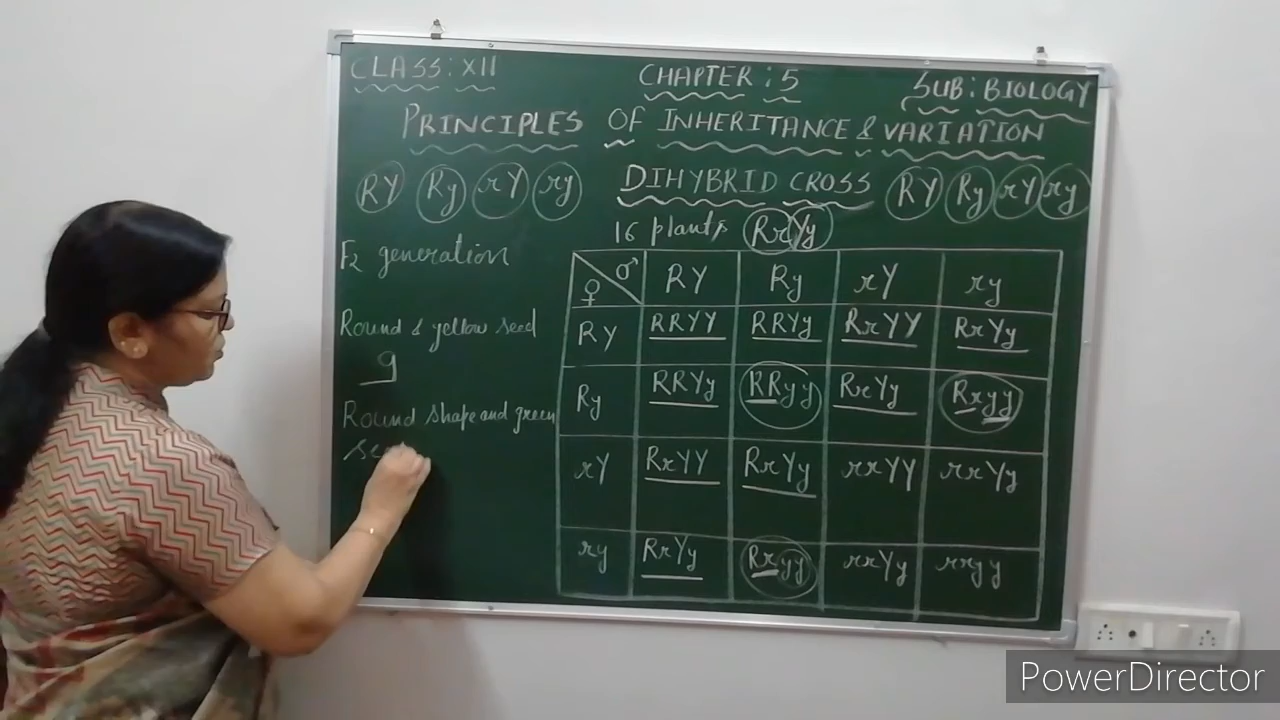 CLASS: XII CHAPTER: 5 SUB: BIOLOGY
PRINCIPLES OF INHERITANCE & VARIATION
RY Ry rY ry DIHYBRID CROSS RY Ry rY ry
16 plants RrYy
F2 generation
Round & yellow seed
9
Round shape and green
♀ ♂ RY Ry rY ry
RY RRYY RRYy RrYY RrYy
Ry RRYy RRyy RrYy Rryy
rY RrYY RrYy rrYY rrYy
ry RrYy Rryy rrYy rryy
PowerDirector